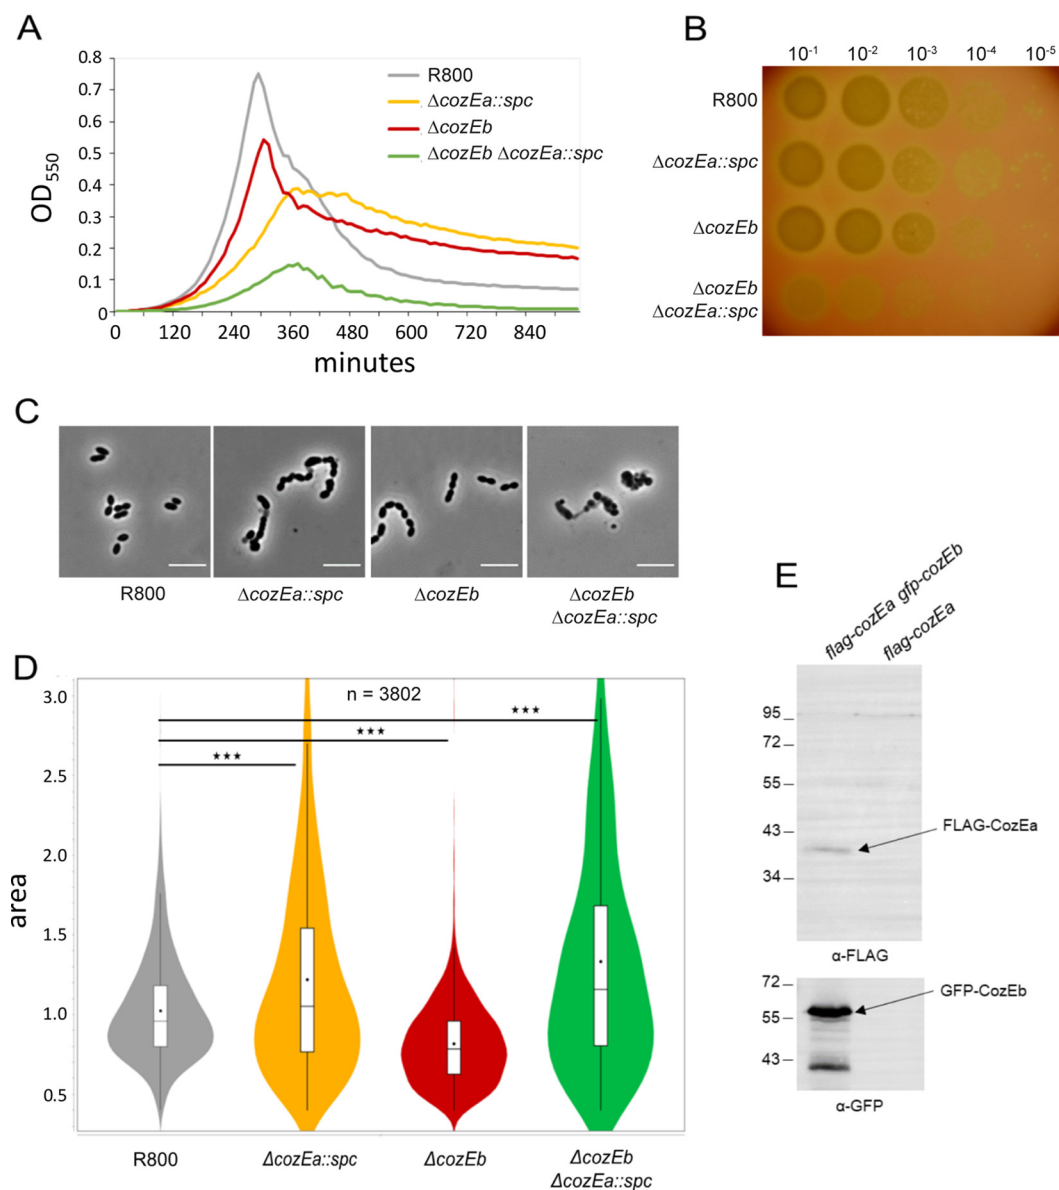 A
0.8
0.7
0.6
0.5
0.4
0.3
0.2
0.1
0
OD550
0 120 240 360 480 600 720 840
minutes
R800
ΔcozEa::spc
ΔcozEb
ΔcozEb ΔcozEa::spc
B
10-1 10-2 10-3 10-4 10-5
R800
ΔcozEa::spc
ΔcozEb
ΔcozEb
ΔcozEa::spc
C
R800 ΔcozEa::spc ΔcozEb ΔcozEb
ΔcozEa::spc
D
n = 3802
★★★
★★★
★★★
3.0
2.5
2.0
1.5
1.0
0.5
area
R800 ΔcozEa::spc ΔcozEb ΔcozEb
ΔcozEa::spc
E
flag-cozEa gfp-cozEb
flag-cozEa
95
72
55
43
34
FLAG-CozEa
α-FLAG
72
55
43
GFP-CozEb
α-GFP